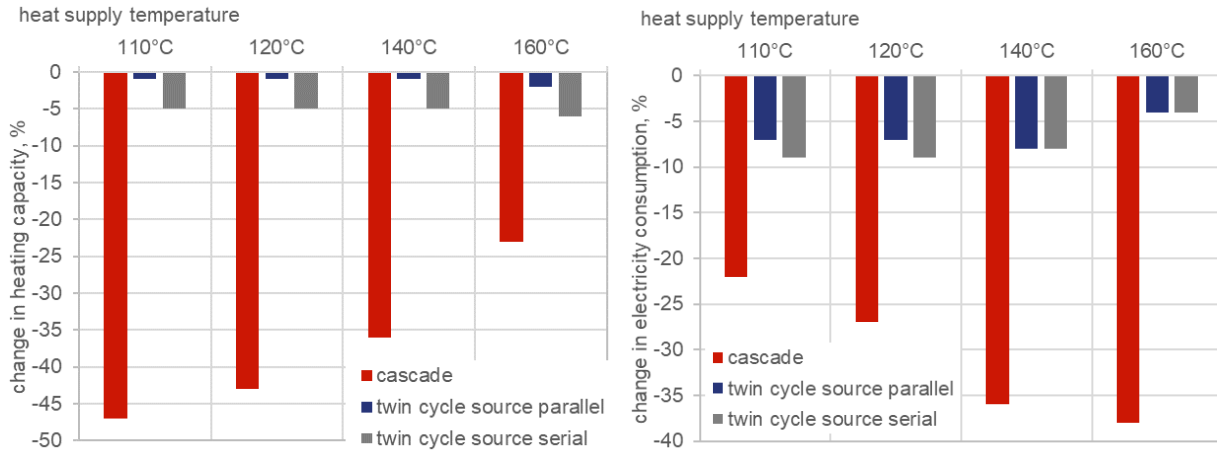 heat supply temperature
110°C 120°C 140°C 160°C
change in heating capacity, %
0
-5
-10
-15
-20
-25
-30
-35
-40
-45
-50
cascade
twin cycle source parallel
twin cycle source serial
heat supply temperature
110°C 120°C 140°C 160°C
change in electricity consumption, %
0
-5
-10
-15
-20
-25
-30
-35
-40
cascade
twin cycle source parallel
twin cycle source serial